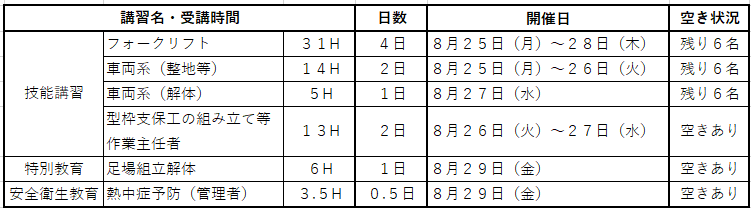 講習名・受講時間 日数 開催日 空き状況
技能講習 フォークリフト ３１Ｈ ４日 ８月２５日（月）～２８日（木） 残り６名
車両系（整地等） １４Ｈ ２日 ８月２５日（月）～２６日（火） 残り６名
車両系（解体） ５Ｈ １日 ８月２７日（水） 残り６名
型枠支保工の組み立て等
作業主任者 １３Ｈ ２日 ８月２６日（火）～２７日（水） 空きあり
特別教育 足場組立解体 ６Ｈ １日 ８月２９日（金） 空きあり
安全衛生教育 熱中症予防（管理者） ３.５Ｈ ０.５日 ８月２９日（金） 空きあり